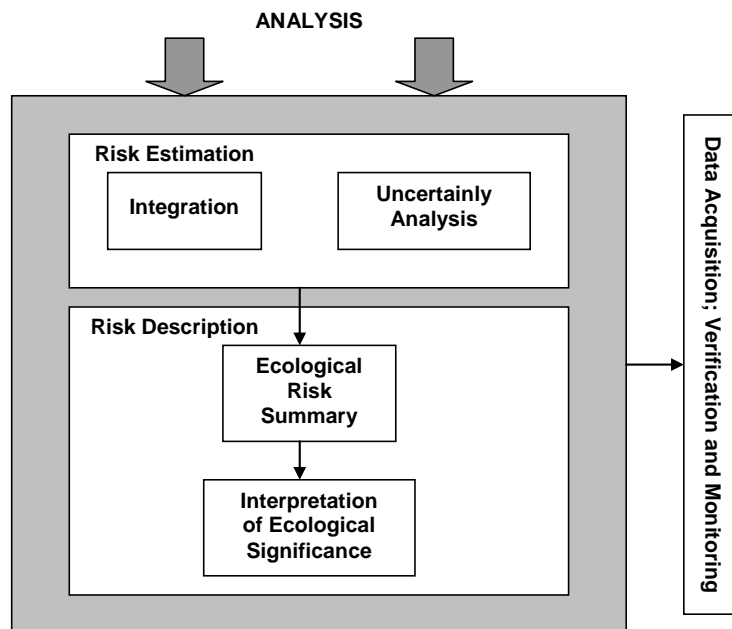 ANALYSIS
Risk Estimation
Integration
Uncertainly
Analysis
Risk Description
Ecological
Risk
Summary
Interpretation
of Ecological
Significance
Data Acquisition; Verification and Monitoring